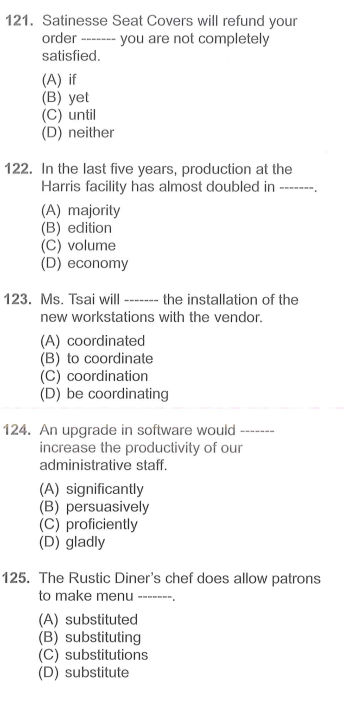 121. Satinesse Seat Covers will refund your
order ------- you are not completely
satisfied.
(A) if
(B) yet
(C) until
(D) neither
122. In the last five years, production at the
Harris facility has almost doubled in -------.
(A) majority
(B) edition
(C) volume
(D) economy
123. Ms. Tsai will ------- the installation of the
new workstations with the vendor.
(A) coordinated
(B) to coordinate
(C) coordination
(D) be coordinating
124. An upgrade in software would -------
increase the productivity of our
administrative staff.
(A) significantly
(B) persuasively
(C) proficiently
(D) gladly
125. The Rustic Diner's chef does allow patrons
to make menu -------.
(A) substituted
(B) substituting
(C) substitutions
(D) substitute